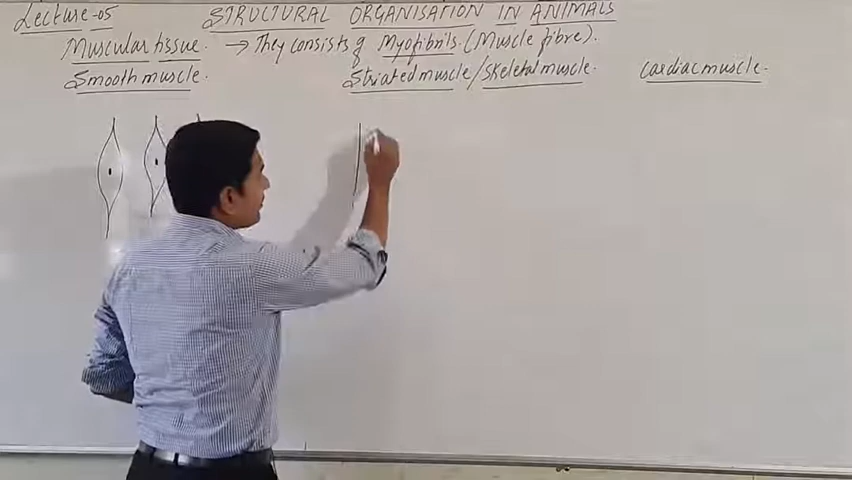 Lecture-05 STRUCTURAL ORGANISATION IN ANIMALS
Muscular tissue. → They consists of Myofibrils. (Muscle fibre).
Smooth muscle. Striated muscle/skeletal muscle. cardiac muscle.